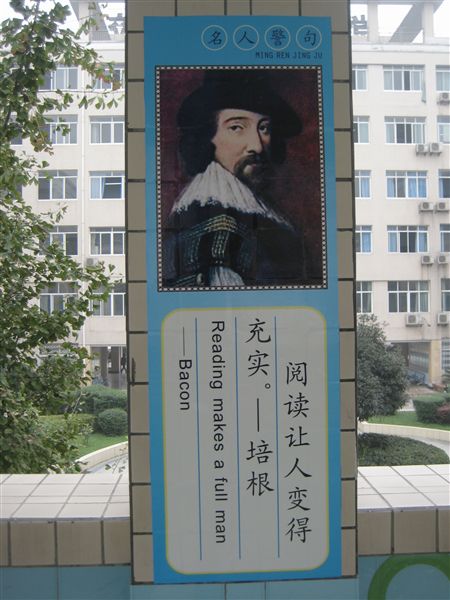 名人警句
MING REN JING JU
阅读让人变得
充实。——培根
Reading makes a full man
——Bacon